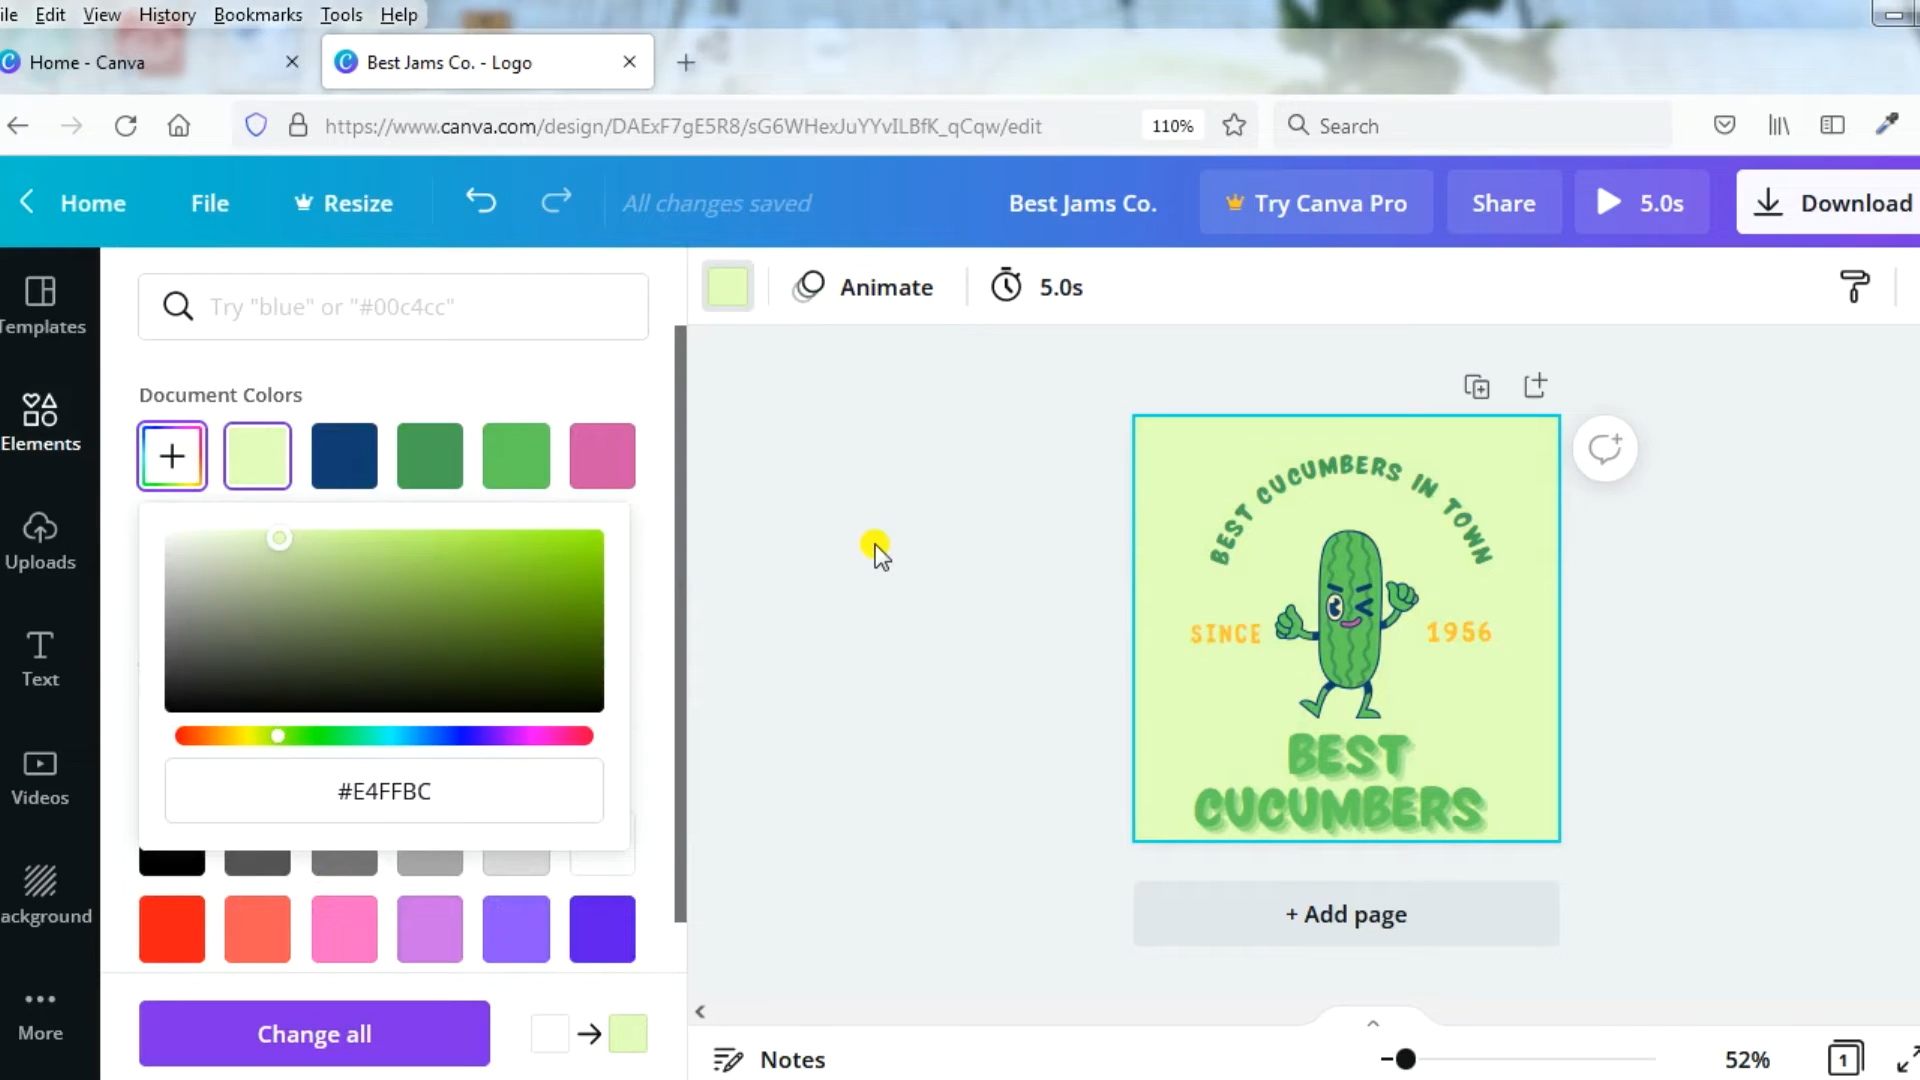 ile Edit View History Bookmarks Tools Help
Home - Canva
Best Jams Co. - Logo
https://www.canva.com/design/DAExF7gE5R8/sG6WHexJuYYvILBfK_qCqw/edit
110%
Search
Home
File
Resize
All changes saved
Best Jams Co.
Try Canva Pro
Share
5.0s
Download
Templates
Elements
Uploads
Text
Videos
ackground
More
Try "blue" or "#00c4cc"
Document Colors
#E4FFBC
Change all
Animate
5.0s
BEST CUCUMBERS IN TOWN
SINCE
1956
BEST
CUCUMBERS
+ Add page
Notes
52%
1